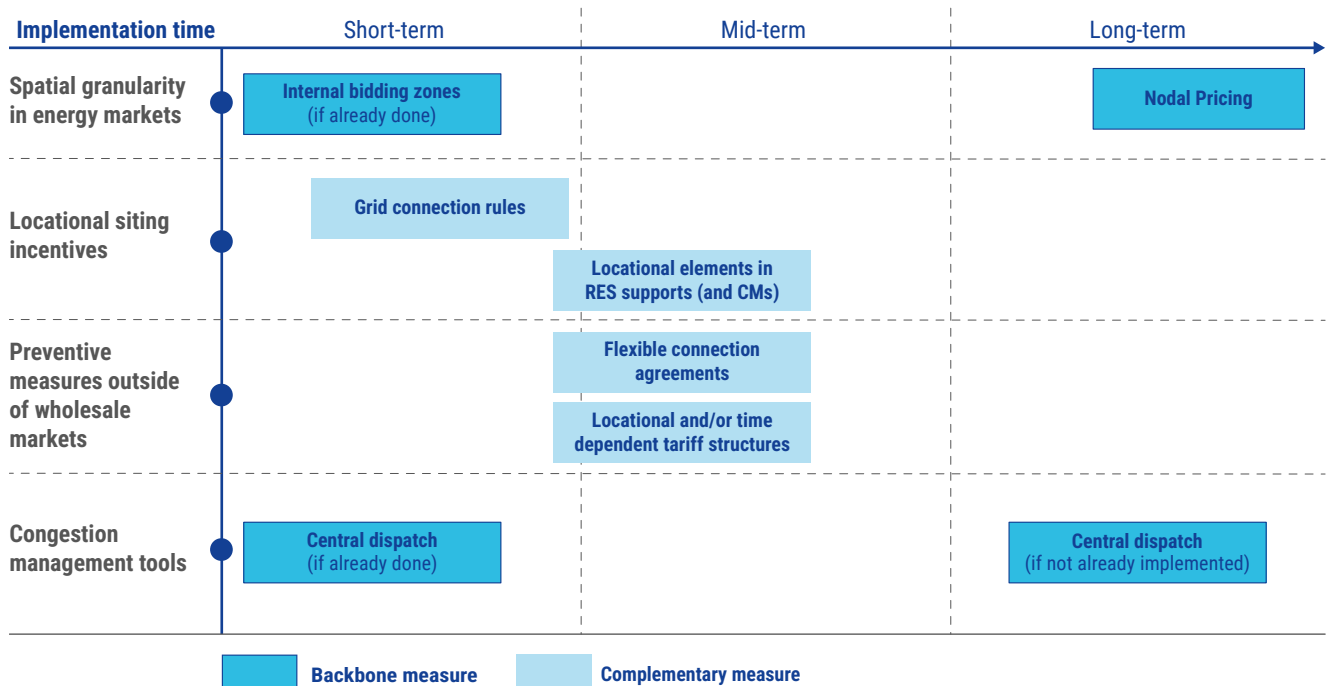 Implementation time
Short-term
Mid-term
Long-term
Spatial granularity
in energy markets
Internal bidding zones
(if already done)
Nodal Pricing
Locational siting
incentives
Grid connection rules
Locational elements in
RES supports (and CMs)
Preventive
measures outside
of wholesale
markets
Flexible connection
agreements
Locational and/or time
dependent tariff structures
Congestion
management tools
Central dispatch
(if already done)
Central dispatch
(if not already implemented)
Backbone measure
Complementary measure